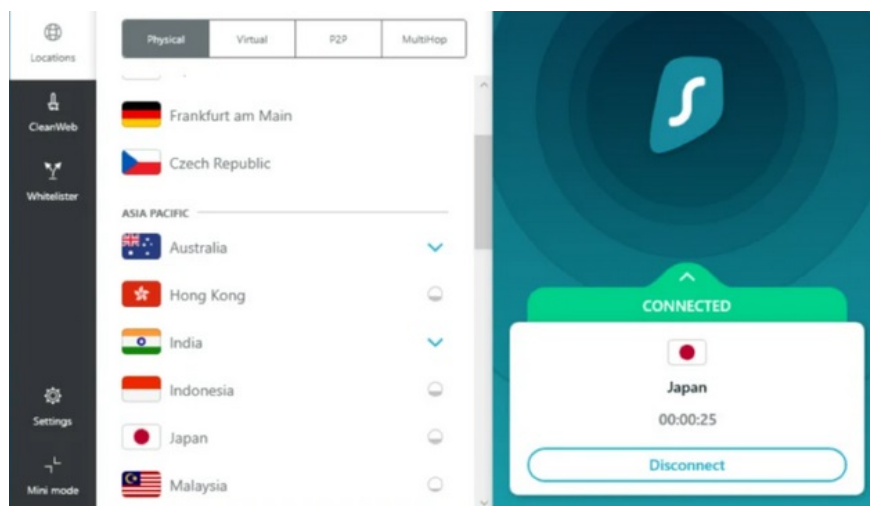 Locations
CleanWeb
Whitelister
Settings
Mini mode
Physical Virtual P2P MultiHop
Frankfurt am Main
Czech Republic
ASIA PACIFIC
Australia
Hong Kong
India
Indonesia
Japan
Malaysia
CONNECTED
Japan
00:00:25
Disconnect